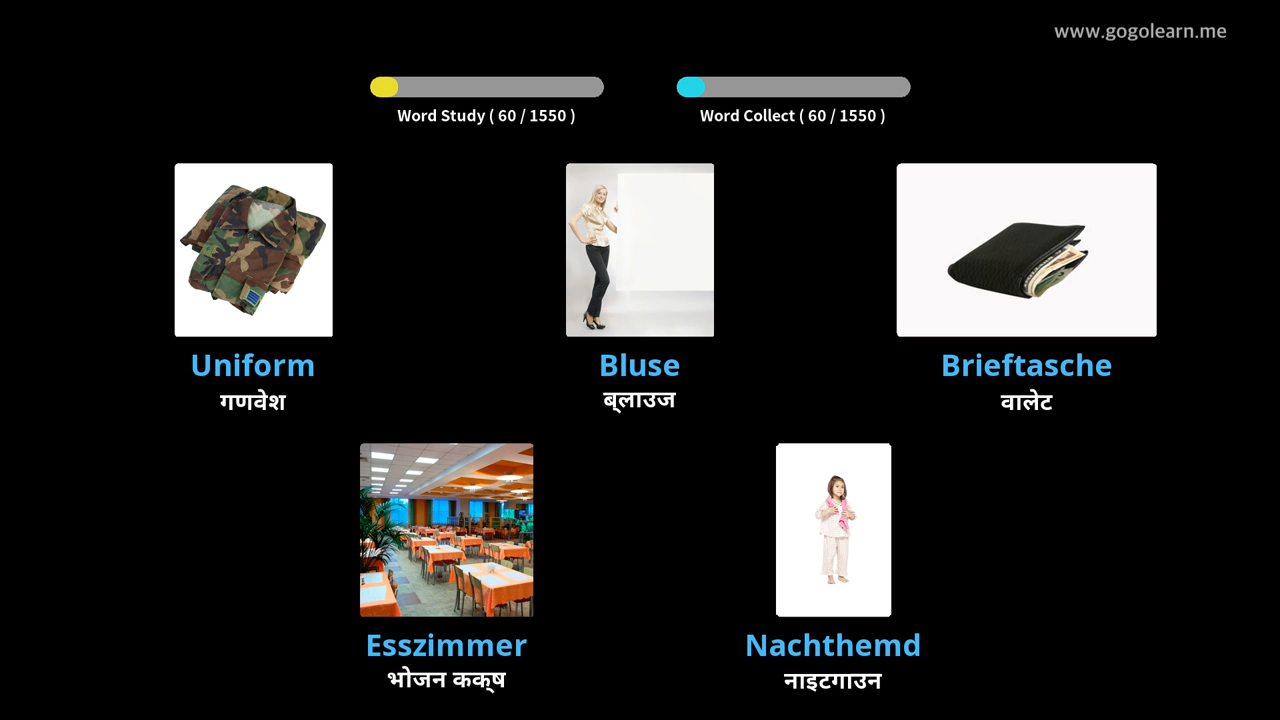 www.gogolearn.me
Word Study ( 60 / 1550 )
Word Collect ( 60 / 1550 )
Uniform
गणवेश
Bluse
ब्लाउज
Brieftasche
वालेट
Esszimmer
भोजन कक्ष
Nachthemd
नाइटगाउन